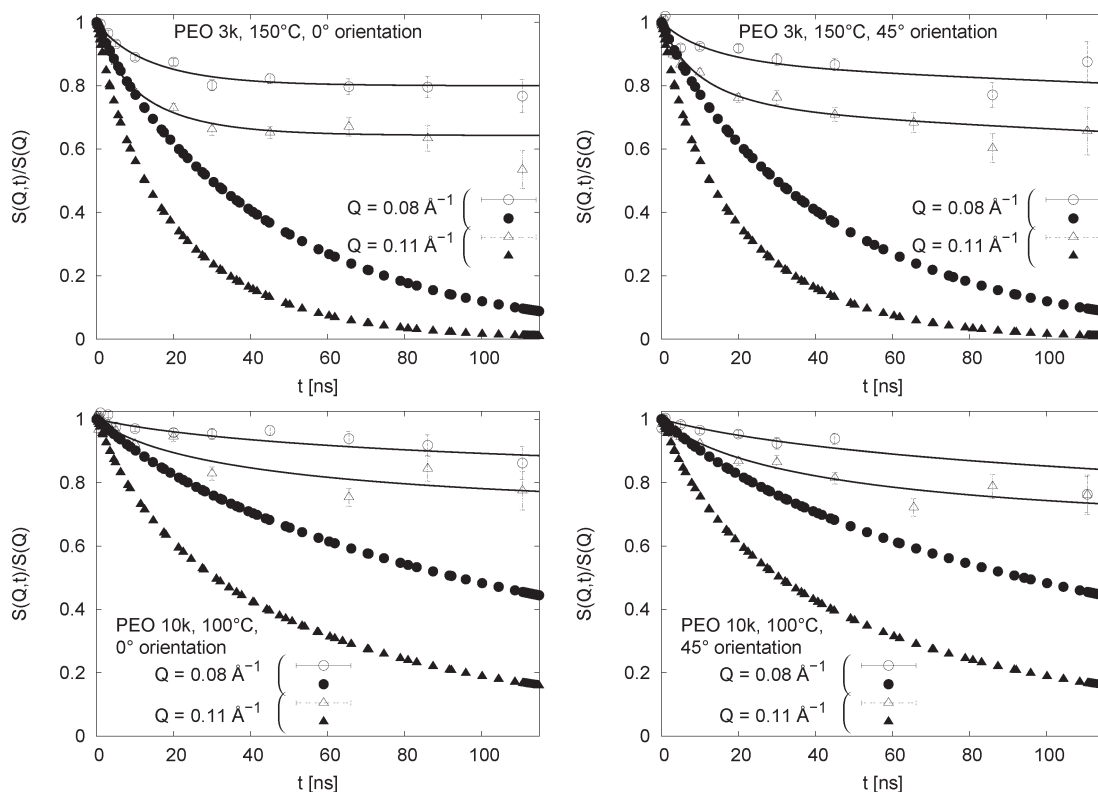 PEO 3k, 150°C, 0° orientation
S(Q,t)/S(Q)
1
0.8
0.6
0.4
0.2
0
Q = 0.08 Å⁻¹
Q = 0.11 Å⁻¹
0 20 40 60 80 100
t [ns]
PEO 3k, 150°C, 45° orientation
S(Q,t)/S(Q)
1
0.8
0.6
0.4
0.2
0
Q = 0.08 Å⁻¹
Q = 0.11 Å⁻¹
0 20 40 60 80 100
t [ns]
S(Q,t)/S(Q)
1
0.8
0.6
0.4
0.2
0
PEO 10k, 100°C,
0° orientation
Q = 0.08 Å⁻¹
Q = 0.11 Å⁻¹
0 20 40 60 80 100
t [ns]
S(Q,t)/S(Q)
1
0.8
0.6
0.4
0.2
0
PEO 10k, 100°C,
45° orientation
Q = 0.08 Å⁻¹
Q = 0.11 Å⁻¹
0 20 40 60 80 100
t [ns]